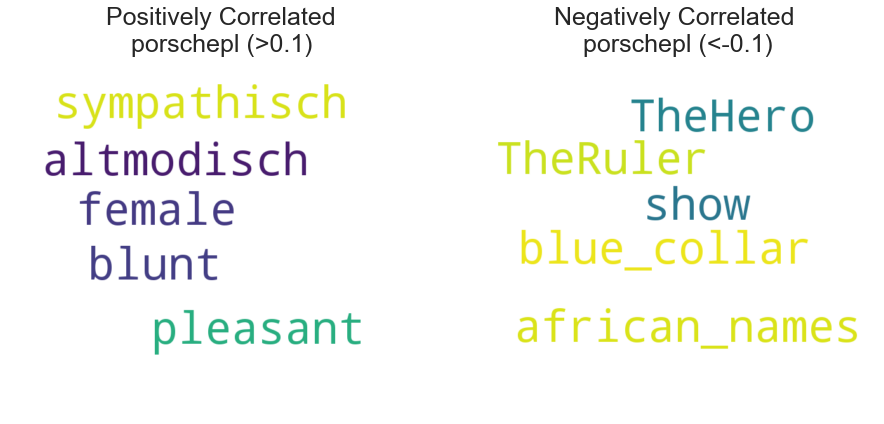 Positively Correlated
porschepl (>0.1)
sympathisch
altmodisch
female
blunt
pleasant
Negatively Correlated
porschepl (<-0.1)
TheHero
TheRuler
show
blue_collar
african_names